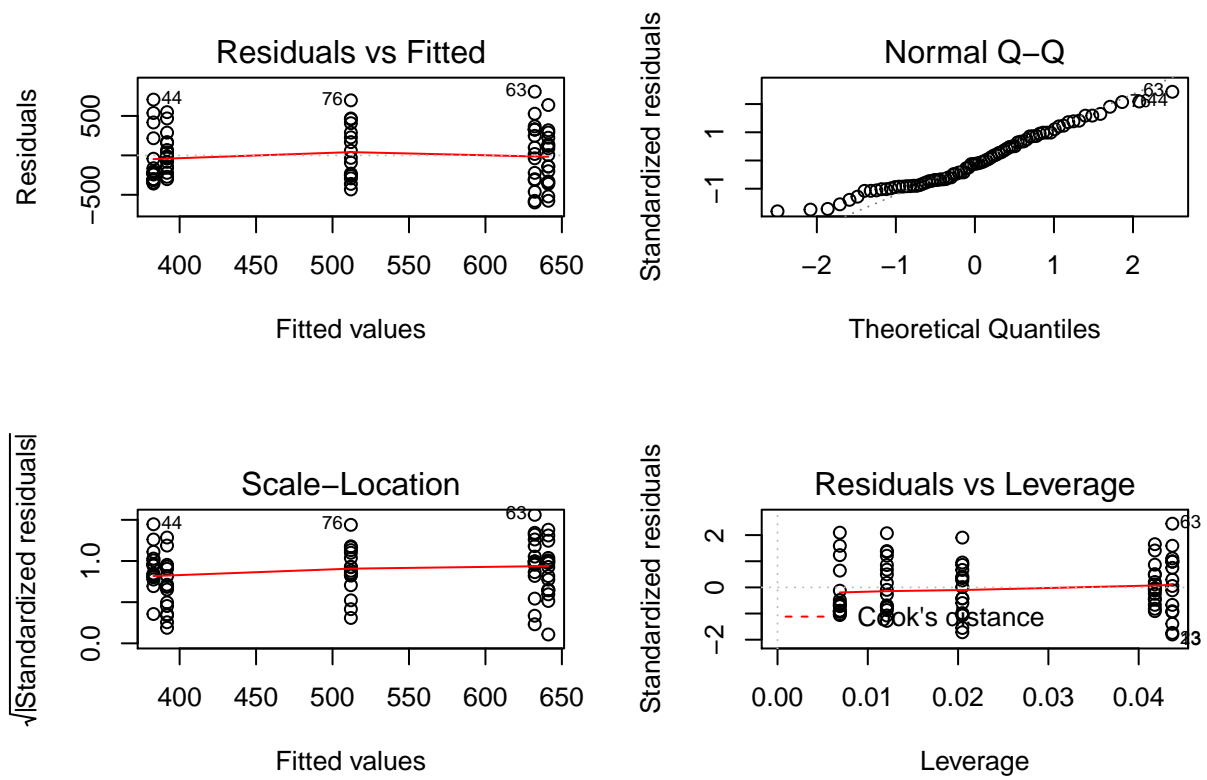 Residuals vs Fitted
Residuals
500
−500
44
76
63
400 450 500 550 600 650
Fitted values
Normal Q−Q
Standardized residuals
1
−1
63
44
−2 −1 0 1 2
Theoretical Quantiles
Scale−Location
√|Standardized residuals|
1.0
0.0
44
76
63
400 450 500 550 600 650
Fitted values
Residuals vs Leverage
Standardized residuals
2
0
−2
63
Cook's distance
0.00 0.01 0.02 0.03 0.04
Leverage